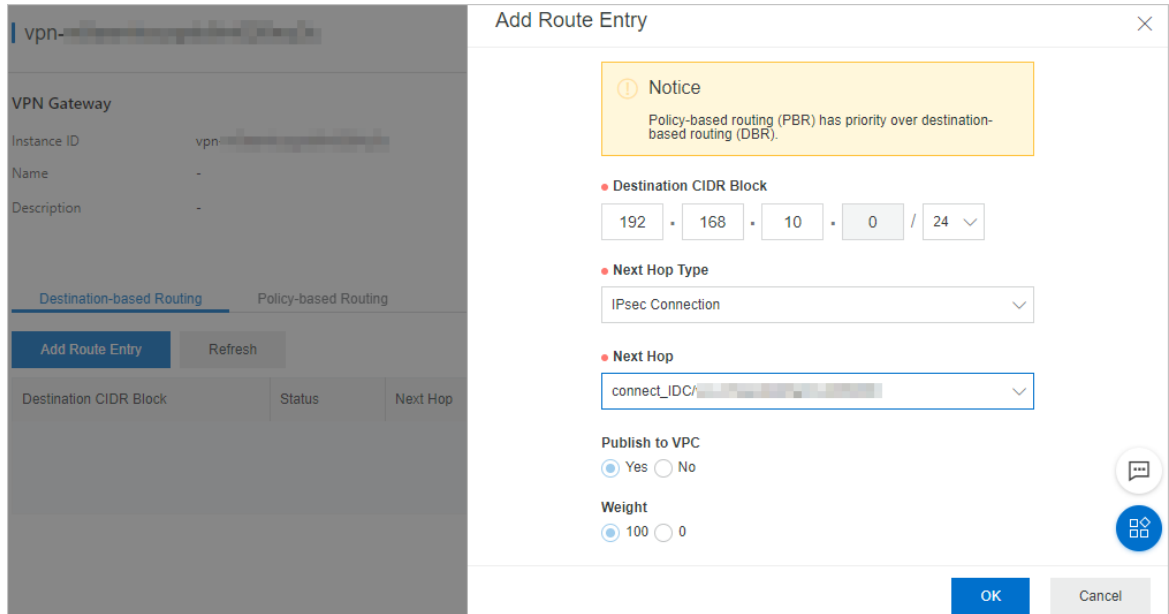 vpn-
VPN Gateway
Instance ID vpn-
Name -
Description -
Destination-based Routing Policy-based Routing
Add Route Entry Refresh
Destination CIDR Block Status Next Hop
Add Route Entry
Notice
Policy-based routing (PBR) has priority over destination-
based routing (DBR).
Destination CIDR Block
192 . 168 . 10 . 0 / 24
Next Hop Type
IPsec Connection
Next Hop
connect_IDC/
Publish to VPC
Yes No
Weight
100 0
OK Cancel